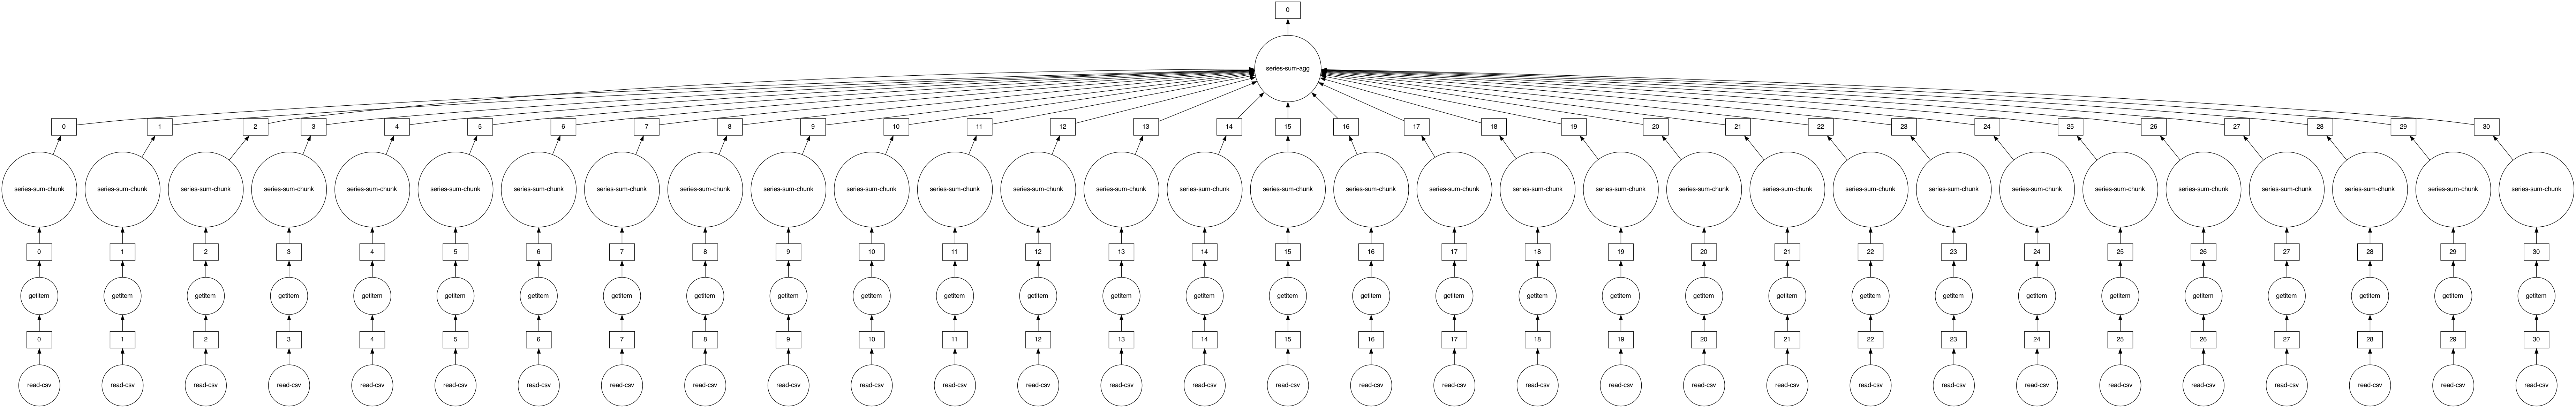 0
series-sum-agg
0 1 2 3 4 5 6 7 8 9 10 11 12 13 14 15 16 17 18 19 20 21 22 23 24 25 26 27 28 29 30
series-sum-chunk series-sum-chunk series-sum-chunk series-sum-chunk series-sum-chunk series-sum-chunk series-sum-chunk series-sum-chunk series-sum-chunk series-sum-chunk series-sum-chunk series-sum-chunk series-sum-chunk series-sum-chunk series-sum-chunk series-sum-chunk series-sum-chunk series-sum-chunk series-sum-chunk series-sum-chunk series-sum-chunk series-sum-chunk series-sum-chunk series-sum-chunk series-sum-chunk series-sum-chunk series-sum-chunk series-sum-chunk series-sum-chunk series-sum-chunk series-sum-chunk
0 1 2 3 4 5 6 7 8 9 10 11 12 13 14 15 16 17 18 19 20 21 22 23 24 25 26 27 28 29 30
getitem getitem getitem getitem getitem getitem getitem getitem getitem getitem getitem getitem getitem getitem getitem getitem getitem getitem getitem getitem getitem getitem getitem getitem getitem getitem getitem getitem getitem getitem getitem
0 1 2 3 4 5 6 7 8 9 10 11 12 13 14 15 16 17 18 19 20 21 22 23 24 25 26 27 28 29 30
read-csv read-csv read-csv read-csv read-csv read-csv read-csv read-csv read-csv read-csv read-csv read-csv read-csv read-csv read-csv read-csv read-csv read-csv read-csv read-csv read-csv read-csv read-csv read-csv read-csv read-csv read-csv read-csv read-csv read-csv read-csv